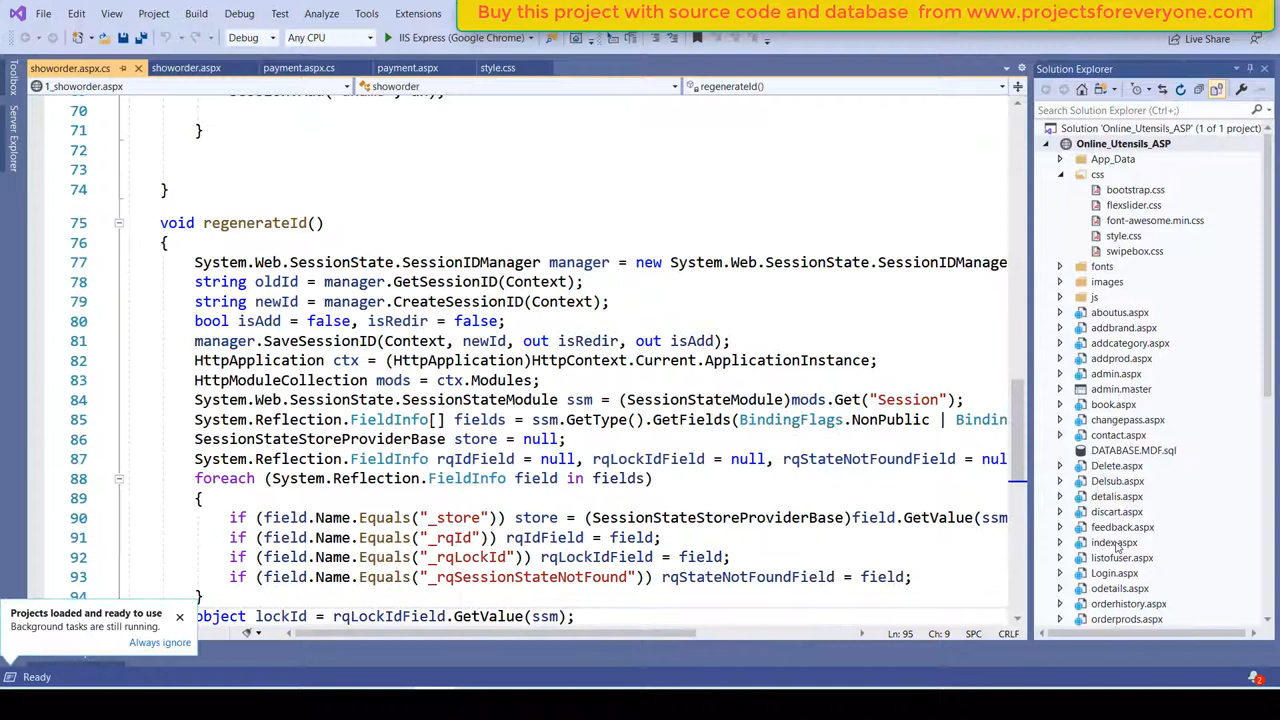 Buy this project with source code and database from www.projectsforeveryone.com
File Edit View Project Build Debug Test Analyze Tools Extensions
Debug Any CPU IIS Express (Google Chrome) Live Share
showorder.aspx.cs showorder.aspx payment.aspx.cs payment.aspx style.css
1_showorder.aspx showorder regenerateId()
Toolbox
Server Explorer
70
71 }
72
73
74 }
75 void regenerateId()
76 {
77 System.Web.SessionState.SessionIDManager manager = new System.Web.SessionState.SessionIDManage
78 string oldId = manager.GetSessionID(Context);
79 string newId = manager.CreateSessionID(Context);
80 bool isAdd = false, isRedir = false;
81 manager.SaveSessionID(Context, newId, out isRedir, out isAdd);
82 HttpApplication ctx = (HttpApplication)HttpContext.Current.ApplicationInstance;
83 HttpModuleCollection mods = ctx.Modules;
84 System.Web.SessionState.SessionStateModule ssm = (SessionStateModule)mods.Get("Session");
85 System.Reflection.FieldInfo[] fields = ssm.GetType().GetFields(BindingFlags.NonPublic | Bindin
86 SessionStateStoreProviderBase store = null;
87 System.Reflection.FieldInfo rqIdField = null, rqLockIdField = null, rqStateNotFoundField = nul
88 foreach (System.Reflection.FieldInfo field in fields)
89 {
90 if (field.Name.Equals("_store")) store = (SessionStateStoreProviderBase)field.GetValue(ssm
91 if (field.Name.Equals("_rqId")) rqIdField = field;
92 if (field.Name.Equals("_rqLockId")) rqLockIdField = field;
93 if (field.Name.Equals("_rqSessionStateNotFound")) rqStateNotFoundField = field;
94 }
object lockId = rqLockIdField.GetValue(ssm);
Projects loaded and ready to use
Background tasks are still running.
Always ignore
Ln: 95 Ch: 9 SPC CRLF
Ready
2
Solution Explorer
Search Solution Explorer (Ctrl+;)
Solution 'Online_Utensils_ASP' (1 of 1 project)
Online_Utensils_ASP
App_Data
css
bootstrap.css
flexslider.css
font-awesome.min.css
style.css
swipebox.css
fonts
images
js
aboutus.aspx
addbrand.aspx
addcategory.aspx
addprod.aspx
admin.aspx
admin.master
book.aspx
changepass.aspx
contact.aspx
DATABASE.MDF.sql
Delete.aspx
Delsub.aspx
detalis.aspx
discart.aspx
feedback.aspx
index.aspx
listofuser.aspx
Login.aspx
odetails.aspx
orderhistory.aspx
orderprods.aspx